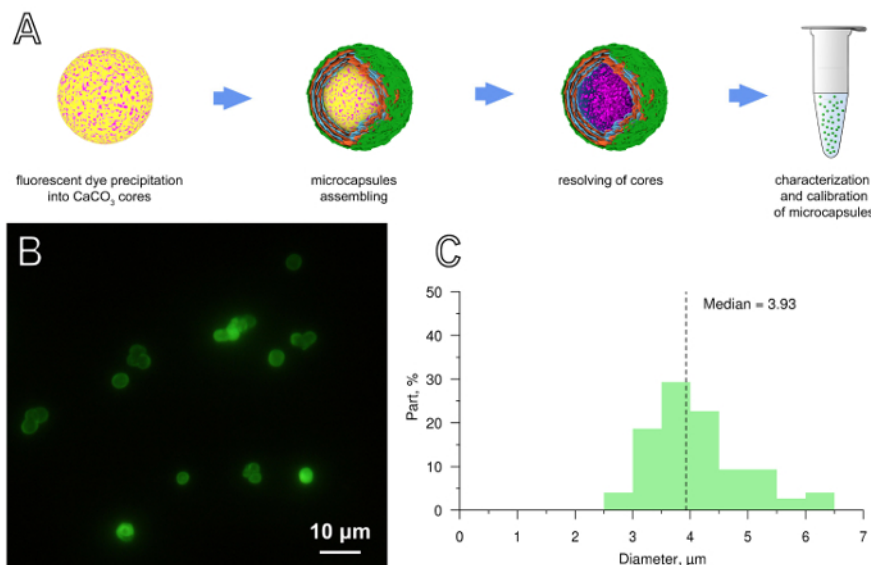 A
fluorescent dye precipitation
into CaCO₃ cores
microcapsules
assembling
resolving of cores
characterization
and calibration
of microcapsules
B
10 µm
C
50
40
30
20
10
0
Part, %
Median = 3.93
0 1 2 3 4 5 6 7
Diameter, µm